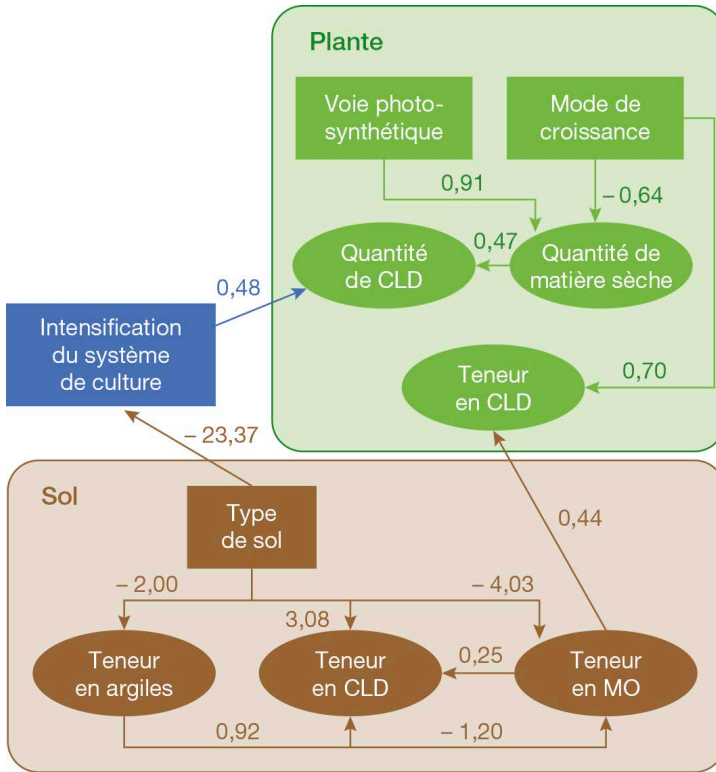 Plante
Voie photo-
synthétique
Mode de
croissance
0,91
– 0,64
Quantité
de CLD
0,47
Quantité de
matière sèche
0,48
Intensification
du système
de culture
Teneur
en CLD
0,70
– 23,37
Sol
Type
de sol
0,44
– 2,00
– 4,03
3,08
Teneur
en argiles
Teneur
en CLD
0,25
Teneur
en MO
0,92
– 1,20